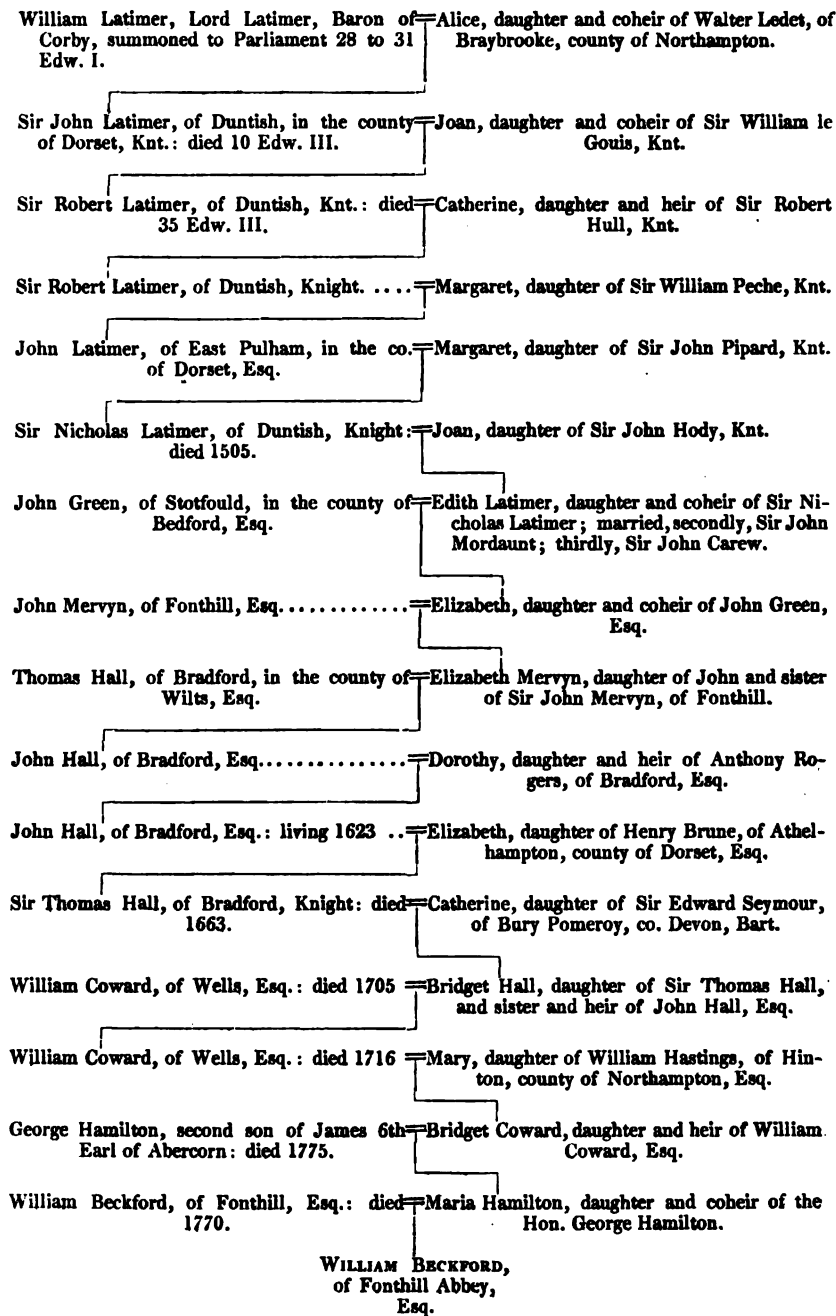 William Latimer, Lord Latimer, Baron of
Corby, summoned to Parliament 28 to 31
Edw. I.
Alice, daughter and coheir of Walter Ledet, of
Braybrooke, county of Northampton.
Sir John Latimer, of Duntish, in the county
of Dorset, Knt.: died 10 Edw. III.
Joan, daughter and coheir of Sir William le
Gouis, Knt.
Sir Robert Latimer, of Duntish, Knt.: died
35 Edw. III.
Catherine, daughter and heir of Sir Robert
Hull, Knt.
Sir Robert Latimer, of Duntish, Knight. ....
Margaret, daughter of Sir William Peche, Knt.
John Latimer, of East Pulham, in the co.
of Dorset, Esq.
Margaret, daughter of Sir John Pipard, Knt.
Sir Nicholas Latimer, of Duntish, Knight:
died 1505.
Joan, daughter of Sir John Hody, Knt.
John Green, of Stotfould, in the county of
Bedford, Esq.
Edith Latimer, daughter and coheir of Sir Ni-
cholas Latimer; married, secondly, Sir John
Mordaunt; thirdly, Sir John Carew.
John Mervyn, of Fonthill, Esq.............
Elizabeth, daughter and coheir of John Green,
Esq.
Thomas Hall, of Bradford, in the county of
Wilts, Esq.
Elizabeth Mervyn, daughter of John and sister
of Sir John Mervyn, of Fonthill.
John Hall, of Bradford, Esq...............
Dorothy, daughter and heir of Anthony Ro-
gers, of Bradford, Esq.
John Hall, of Bradford, Esq.: living 1623 ..
Elizabeth, daughter of Henry Brune, of Athel-
hampton, county of Dorset, Esq.
Sir Thomas Hall, of Bradford, Knight: died
1663.
Catherine, daughter of Sir Edward Seymour,
of Bury Pomeroy, co. Devon, Bart.
William Coward, of Wells, Esq.: died 1705
Bridget Hall, daughter of Sir Thomas Hall,
and sister and heir of John Hall, Esq.
William Coward, of Wells, Esq.: died 1716
Mary, daughter of William Hastings, of Hin-
ton, county of Northampton, Esq.
George Hamilton, second son of James 6th
Earl of Abercorn: died 1775.
Bridget Coward, daughter and heir of William
Coward, Esq.
William Beckford, of Fonthill, Esq.: died
1770.
Maria Hamilton, daughter and coheir of the
Hon. George Hamilton.
WILLIAM BECKFORD,
of Fonthill Abbey,
Esq.